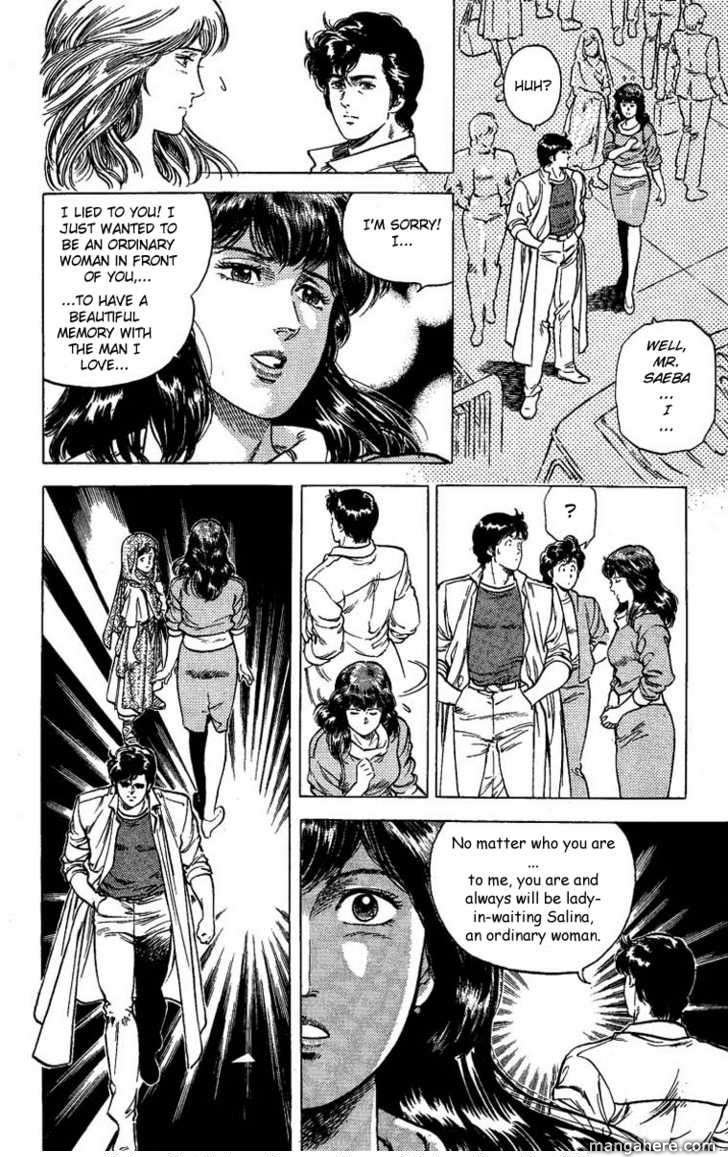 HUH?
WELL,
MR.
SAEBA
...
I
...
I'M SORRY!
I...
I LIED TO YOU! I
JUST WANTED TO
BE AN ORDINARY
WOMAN IN FRONT
OF YOU,...
...TO HAVE A
BEAUTIFUL
MEMORY WITH
THE MAN I
LOVE...
?
No matter who you are
...
to me, you are and
always will be lady-
in-waiting Salina,
an ordinary woman.
mangahere.com